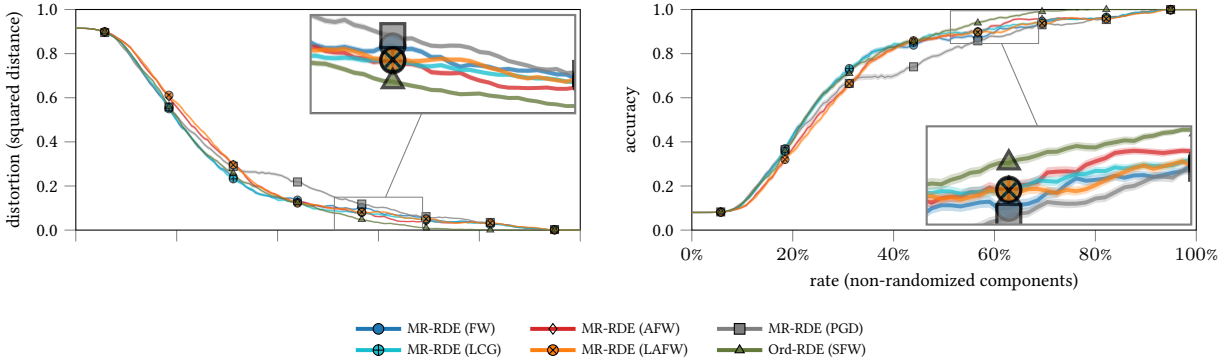 distortion (squared distance)
1.0
0.8
0.6
0.4
0.2
0.0
accuracy
1.0
0.8
0.6
0.4
0.2
0.0
0% 20% 40% 60% 80% 100%
rate (non-randomized components)
MR-RDE (FW) MR-RDE (AFW) MR-RDE (PGD)
MR-RDE (LCG) MR-RDE (LAFW) Ord-RDE (SFW)